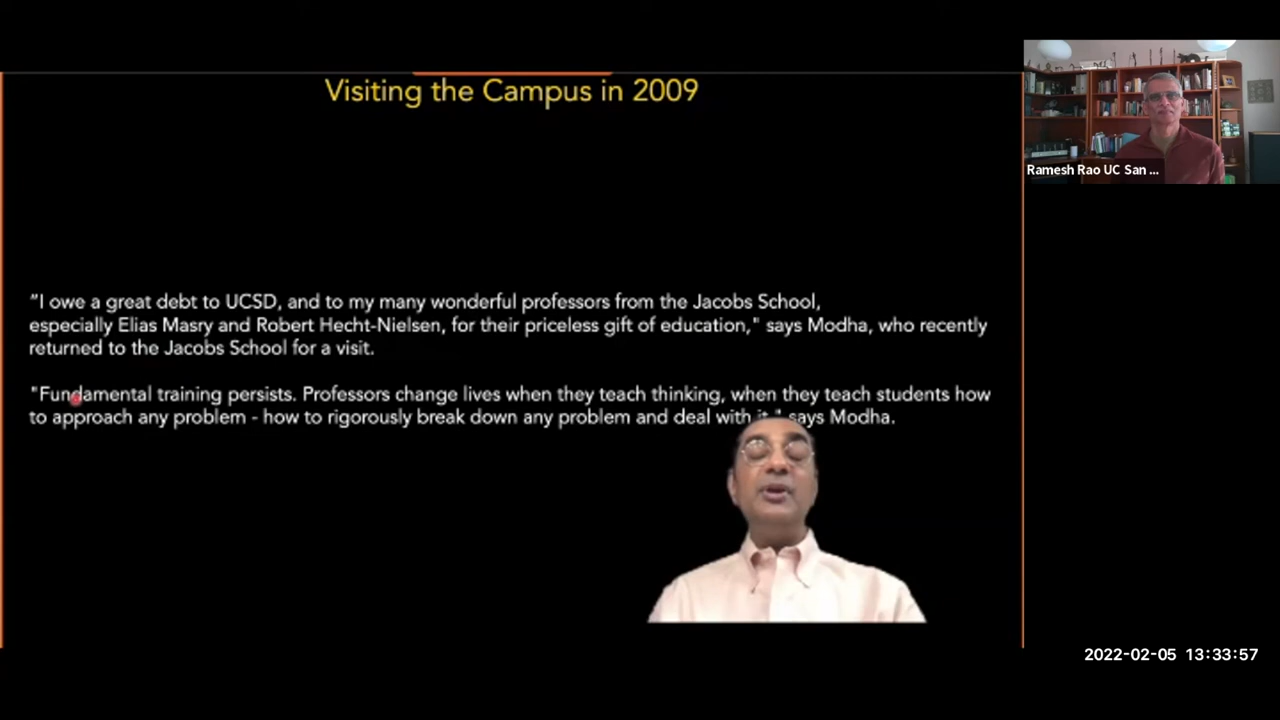 Visiting the Campus in 2009
Ramesh Rao UC San ...
“I owe a great debt to UCSD, and to my many wonderful professors from the Jacobs School,
especially Elias Masry and Robert Hecht-Nielsen, for their priceless gift of education," says Modha, who recently
returned to the Jacobs School for a visit.
"Fundamental training persists. Professors change lives when they teach thinking, when they teach students how
to approach any problem - how to rigorously break down any problem and deal with it," says Modha.
2022-02-05 13:33:57